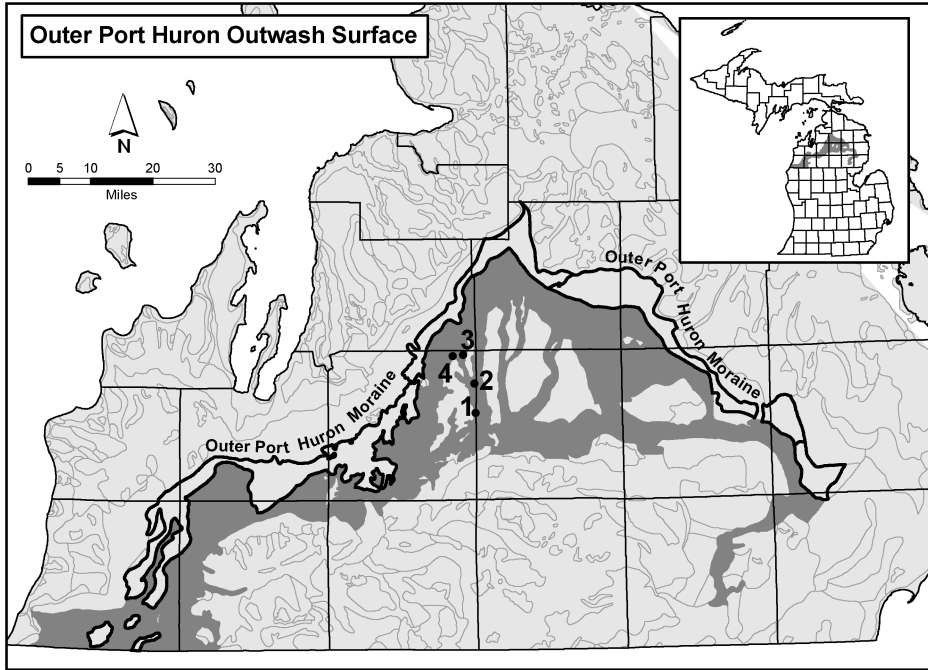 Outer Port Huron Outwash Surface
N
0 5 10 20 30
Miles
Outer Port Huron Moraine
3
4
2
1
Outer Port Huron Moraine